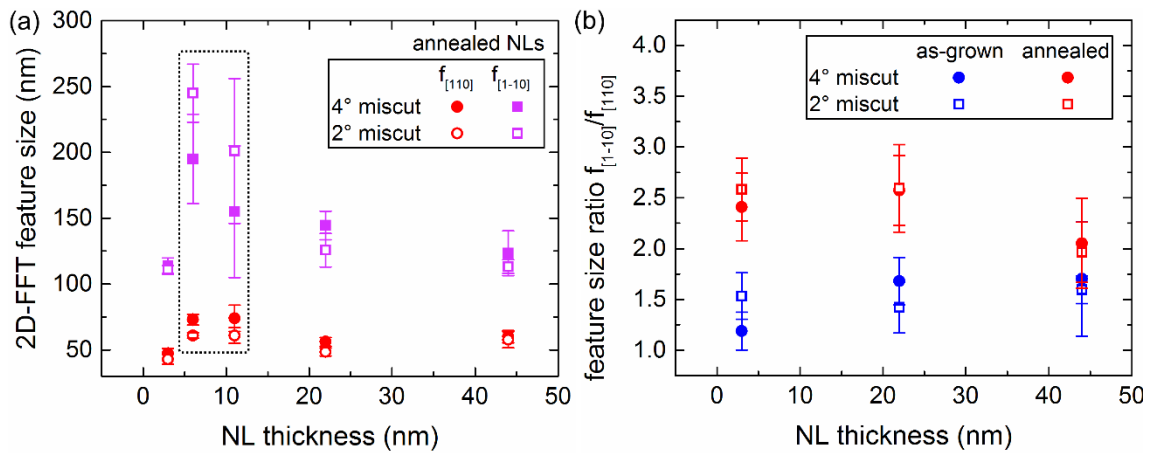 (a)
300
250
200
150
100
50
2D-FFT feature size (nm)
annealed NLs
f[110] f[1-10]
4° miscut
2° miscut
0 10 20 30 40 50
NL thickness (nm)
(b)
4.0
3.5
3.0
2.5
2.0
1.5
1.0
feature size ratio f[1-10]/f[110]
as-grown annealed
4° miscut
2° miscut
0 10 20 30 40 50
NL thickness (nm)